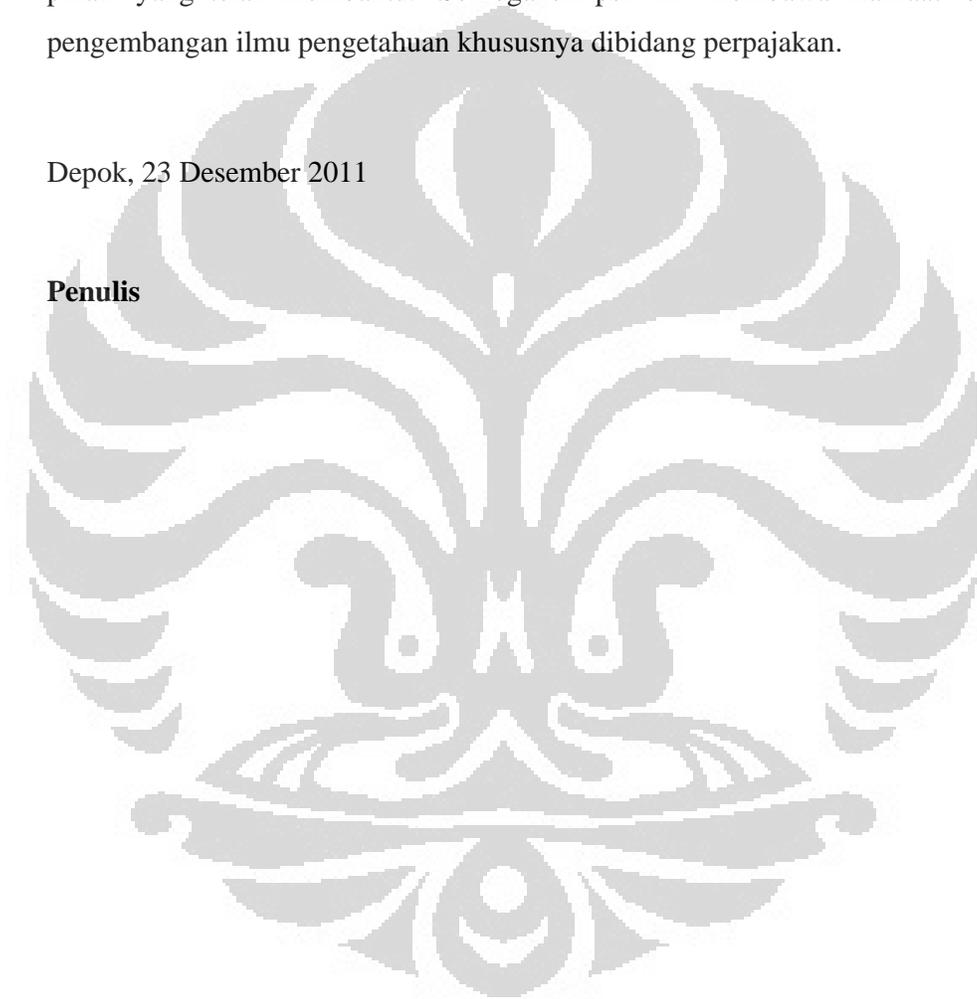 pengembangan ilmu pengetahuan khususnya dibidang perpajakan.
Depok, 23 Desember 2011
Penulis